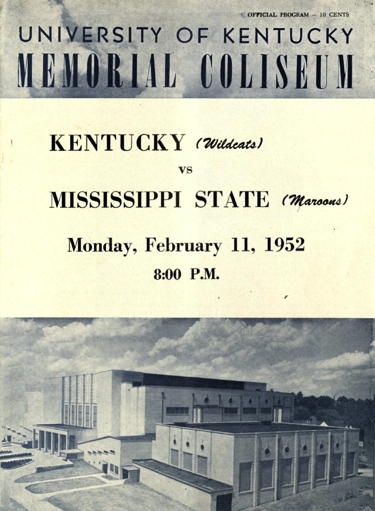 OFFICIAL PROGRAM — 10 CENTS
UNIVERSITY OF KENTUCKY
MEMORIAL COLISEUM
KENTUCKY (Wildcats)
vs
MISSISSIPPI STATE (Maroons)
Monday, February 11, 1952
8:00 P.M.